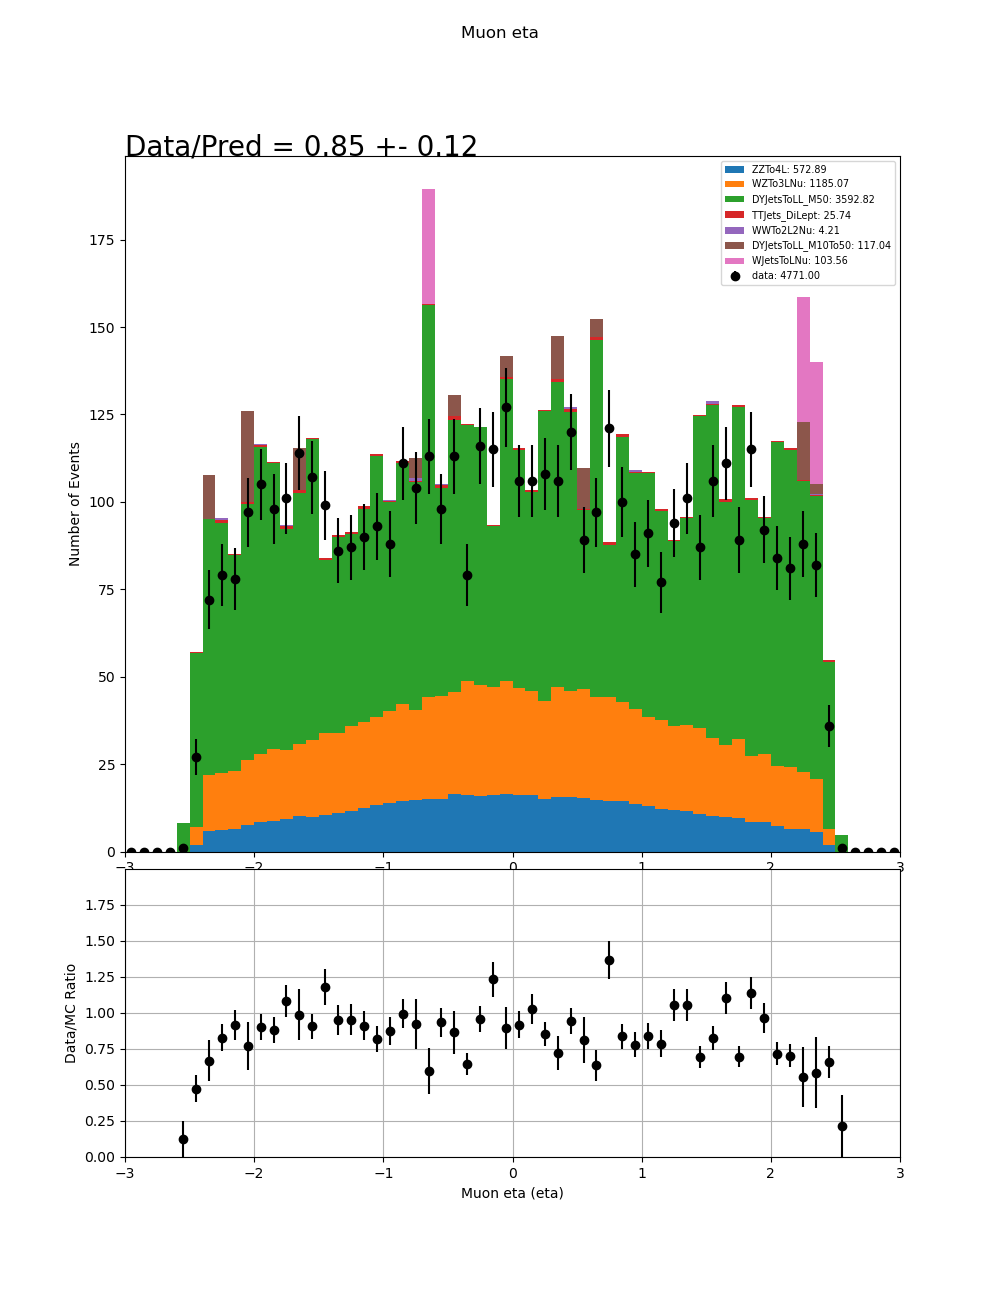 Muon eta
Data/Pred = 0.85 +- 0.12
ZZTo4L: 572.89
WZTo3LNu: 1185.07
DYJetsToLL_M50: 3592.82
TTJets_DiLept: 25.74
WWTo2L2Nu: 4.21
DYJetsToLL_M10To50: 117.04
WJetsToLNu: 103.56
data: 4771.00
Number of Events
175
150
125
100
75
50
25
0
−3 −2 −1 0 1 2 3
Data/MC Ratio
1.75
1.50
1.25
1.00
0.75
0.50
0.25
0.00
−3 −2 −1 0 1 2 3
Muon eta (eta)